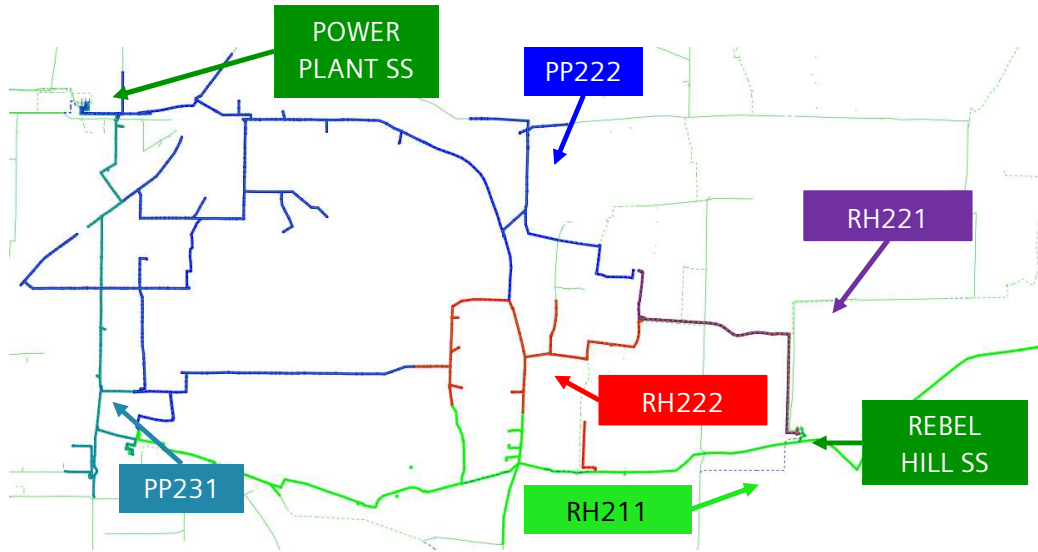 POWER
PLANT SS
PP222
RH221
RH222
REBEL
HILL SS
PP231
RH211